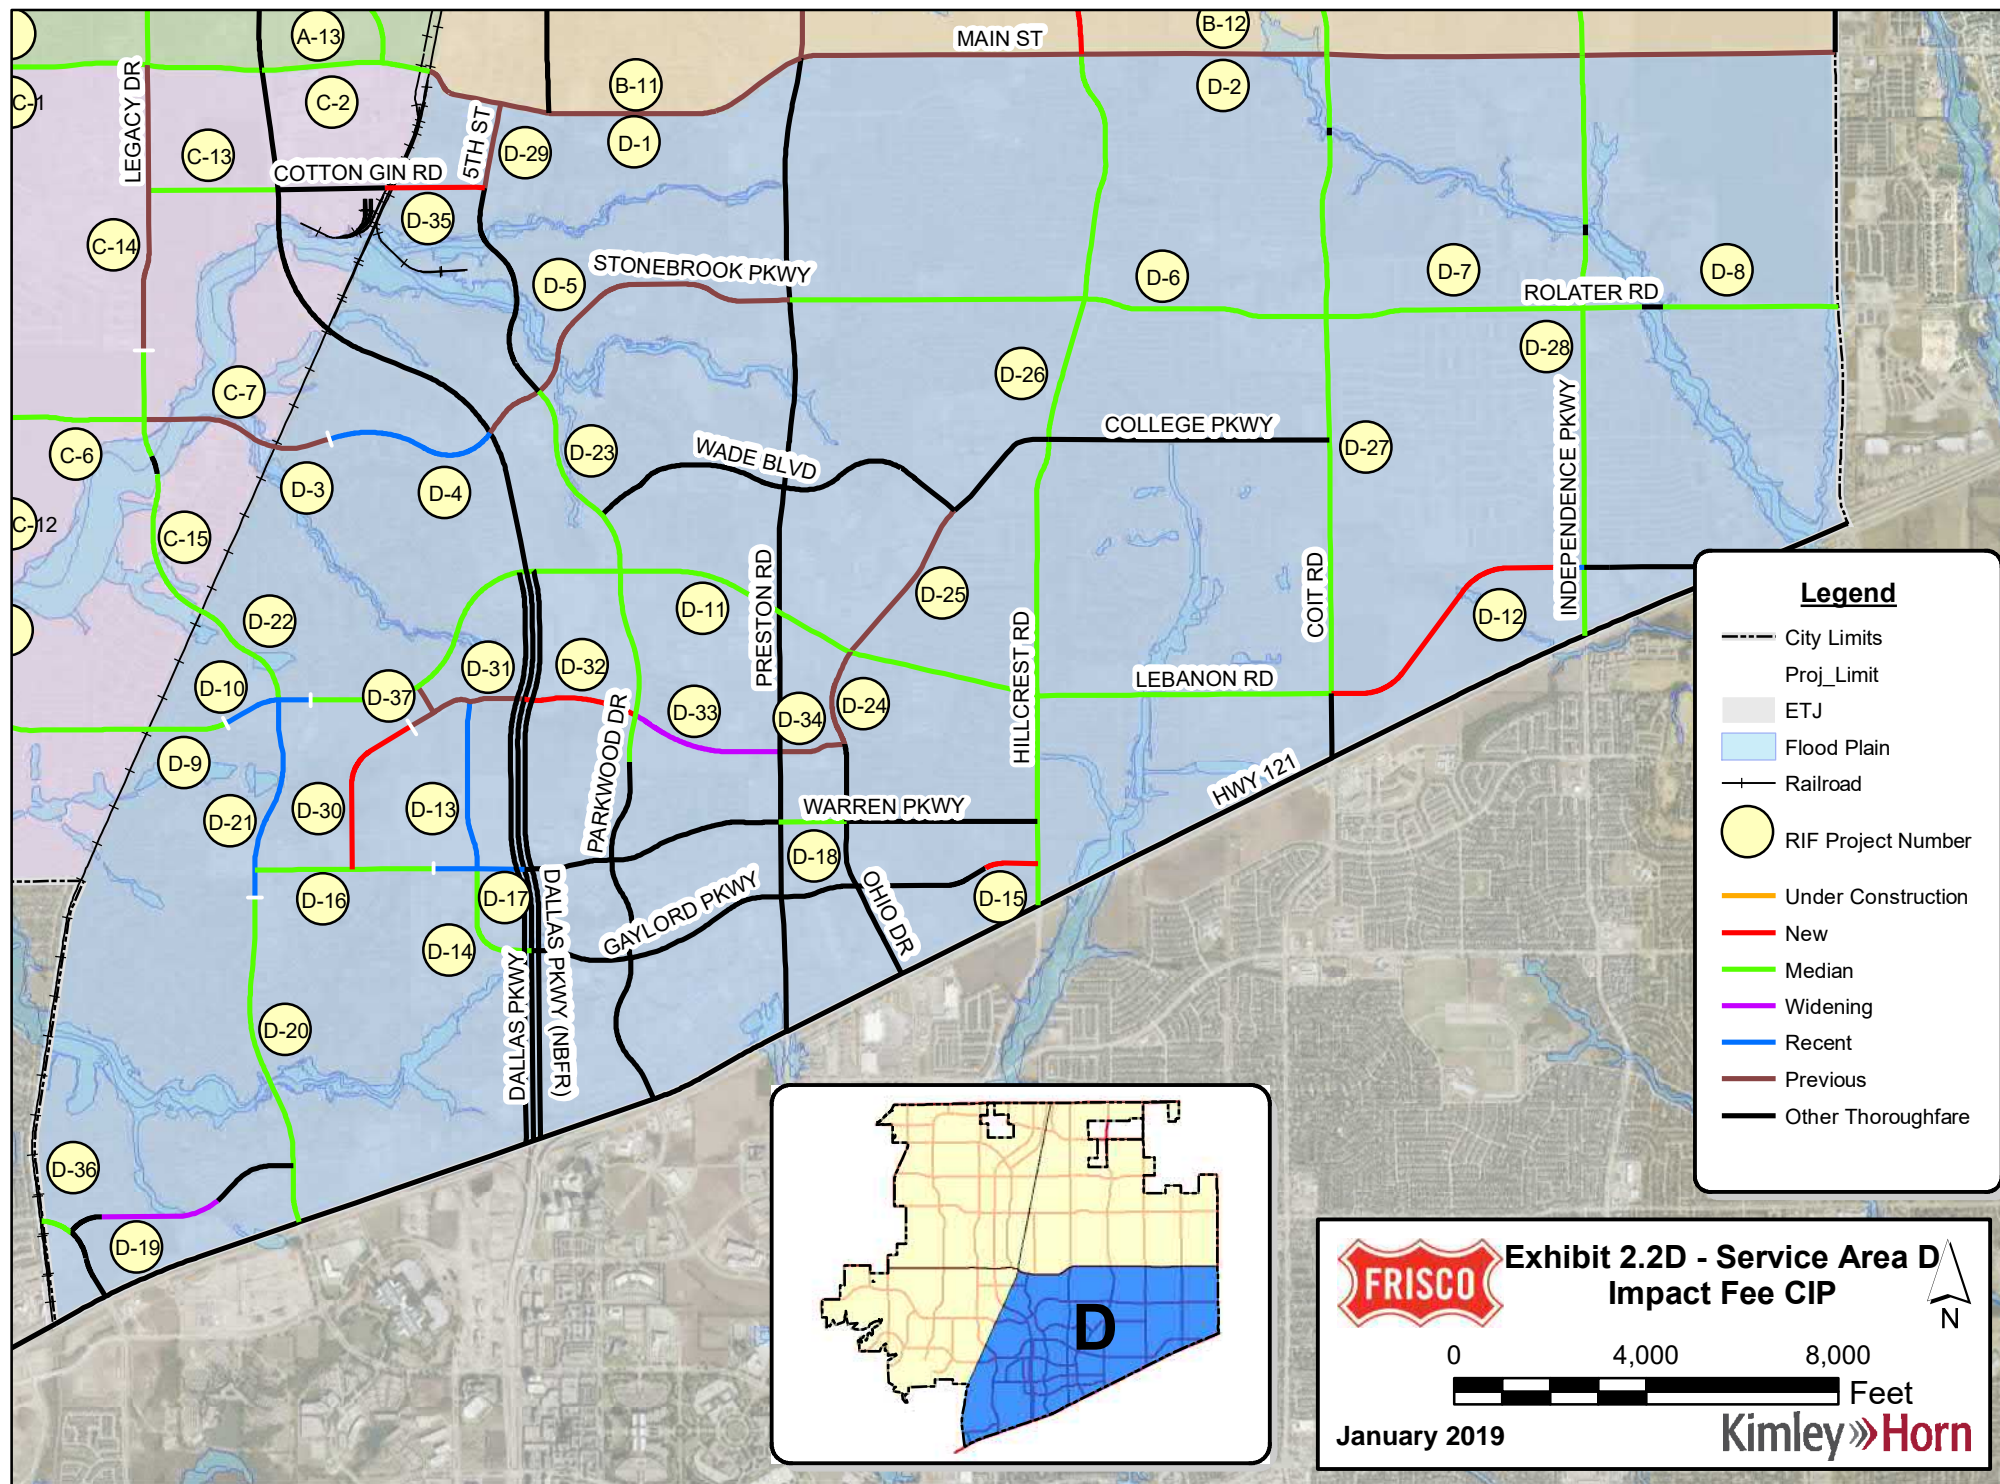 A-13
B-11
B-12
MAIN ST
D-2
C-1
C-2
LEGACY DR
C-13
5TH ST
D-29
D-1
COTTON GIN RD
D-35
C-14
D-5
STONEBROOK PKWY
D-6
D-7
D-8
ROLATER RD
D-28
C-7
D-26
INDEPENDENCE PKWY
C-6
D-3
D-4
D-23
WADE BLVD
COLLEGE PKWY
D-27
C-12
C-15
PRESTON RD
D-11
D-25
HILLCREST RD
COIT RD
D-12
D-22
D-31
D-32
D-10
D-37
PARKWOOD DR
D-33
D-34
D-24
LEBANON RD
D-9
D-21
D-30
D-13
WARREN PKWY
HWY 121
D-18
D-16
D-17
D-15
DALLAS PKWY
DALLAS PKWY (NBFR)
GAYLORD PKWY
OHIO DR
D-14
D-20
D-36
D-19
Legend
City Limits
Proj_Limit
ETJ
Flood Plain
Railroad
RIF Project Number
Under Construction
New
Median
Widening
Recent
Previous
Other Thoroughfare
D
FRISCO
Exhibit 2.2D - Service Area D
Impact Fee CIP
N
0 4,000 8,000
Feet
January 2019
Kimley»Horn